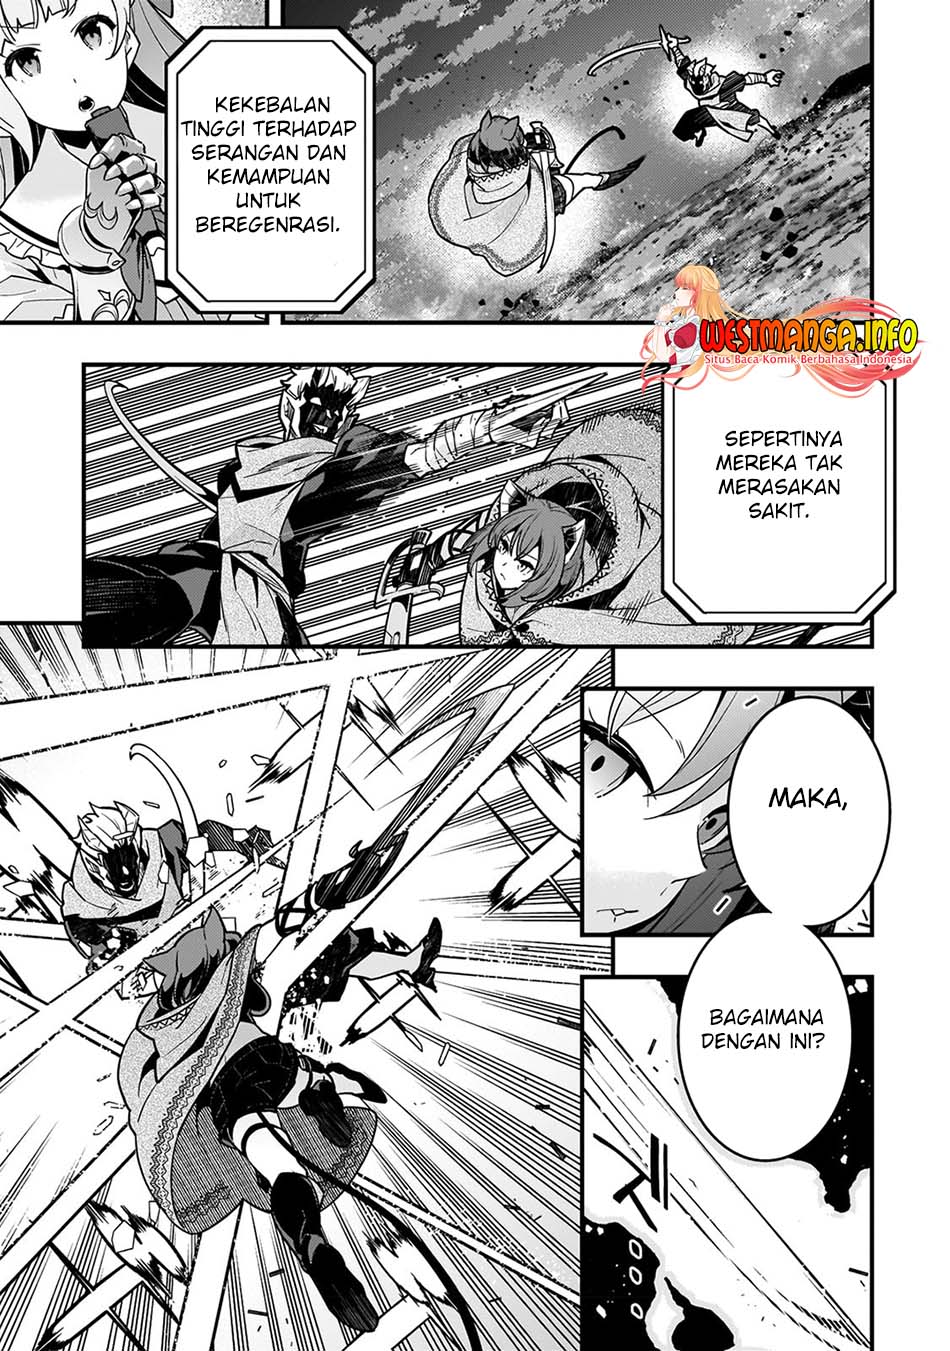 KEKEBALAN
TINGGI TERHADAP
SERANGAN DAN
KEMAMPUAN
UNTUK
BEREGENRASI.
WESTMANGA.INFO
Situs Baca Komik Berbahasa Indonesia
SEPERTINYA
MEREKA TAK
MERASAKAN
SAKIT.
MAKA,
BAGAIMANA
DENGAN INI?